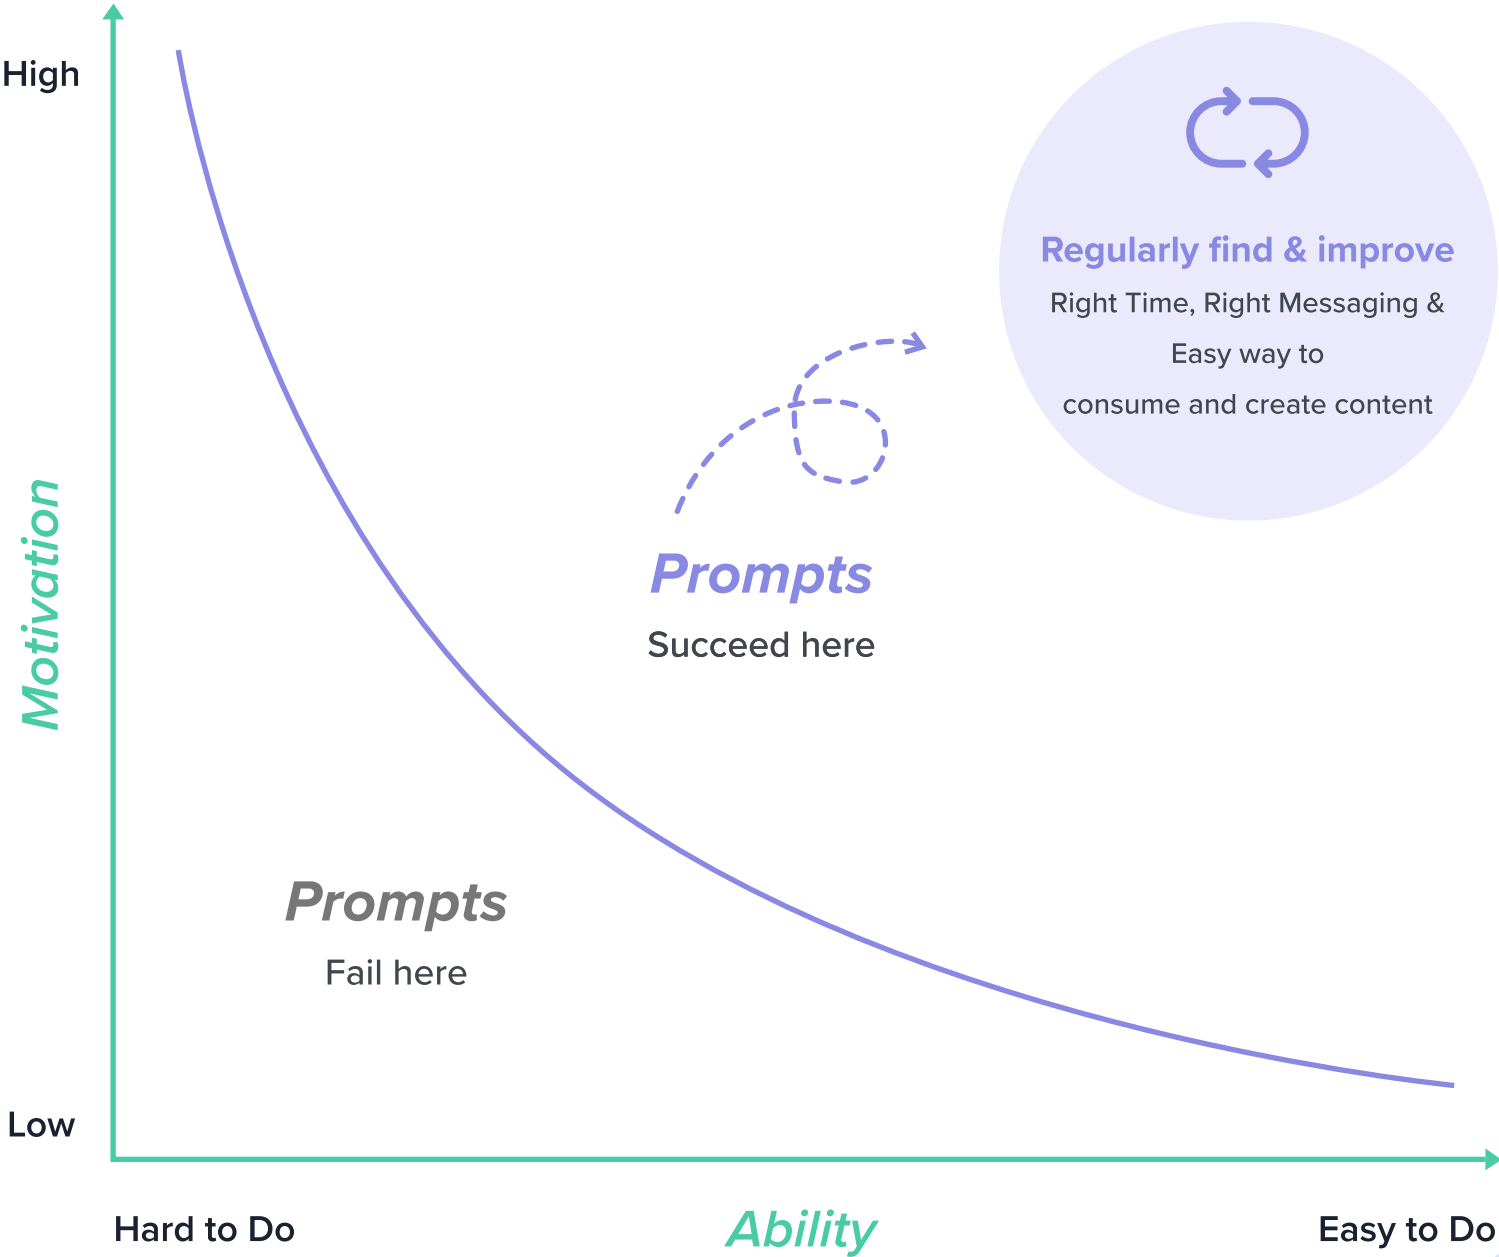 High
Regularly find & improve
Right Time, Right Messaging &
Easy way to
consume and create content
Motivation
Prompts
Succeed here
Prompts
Fail here
Low
Hard to Do
Ability
Easy to Do